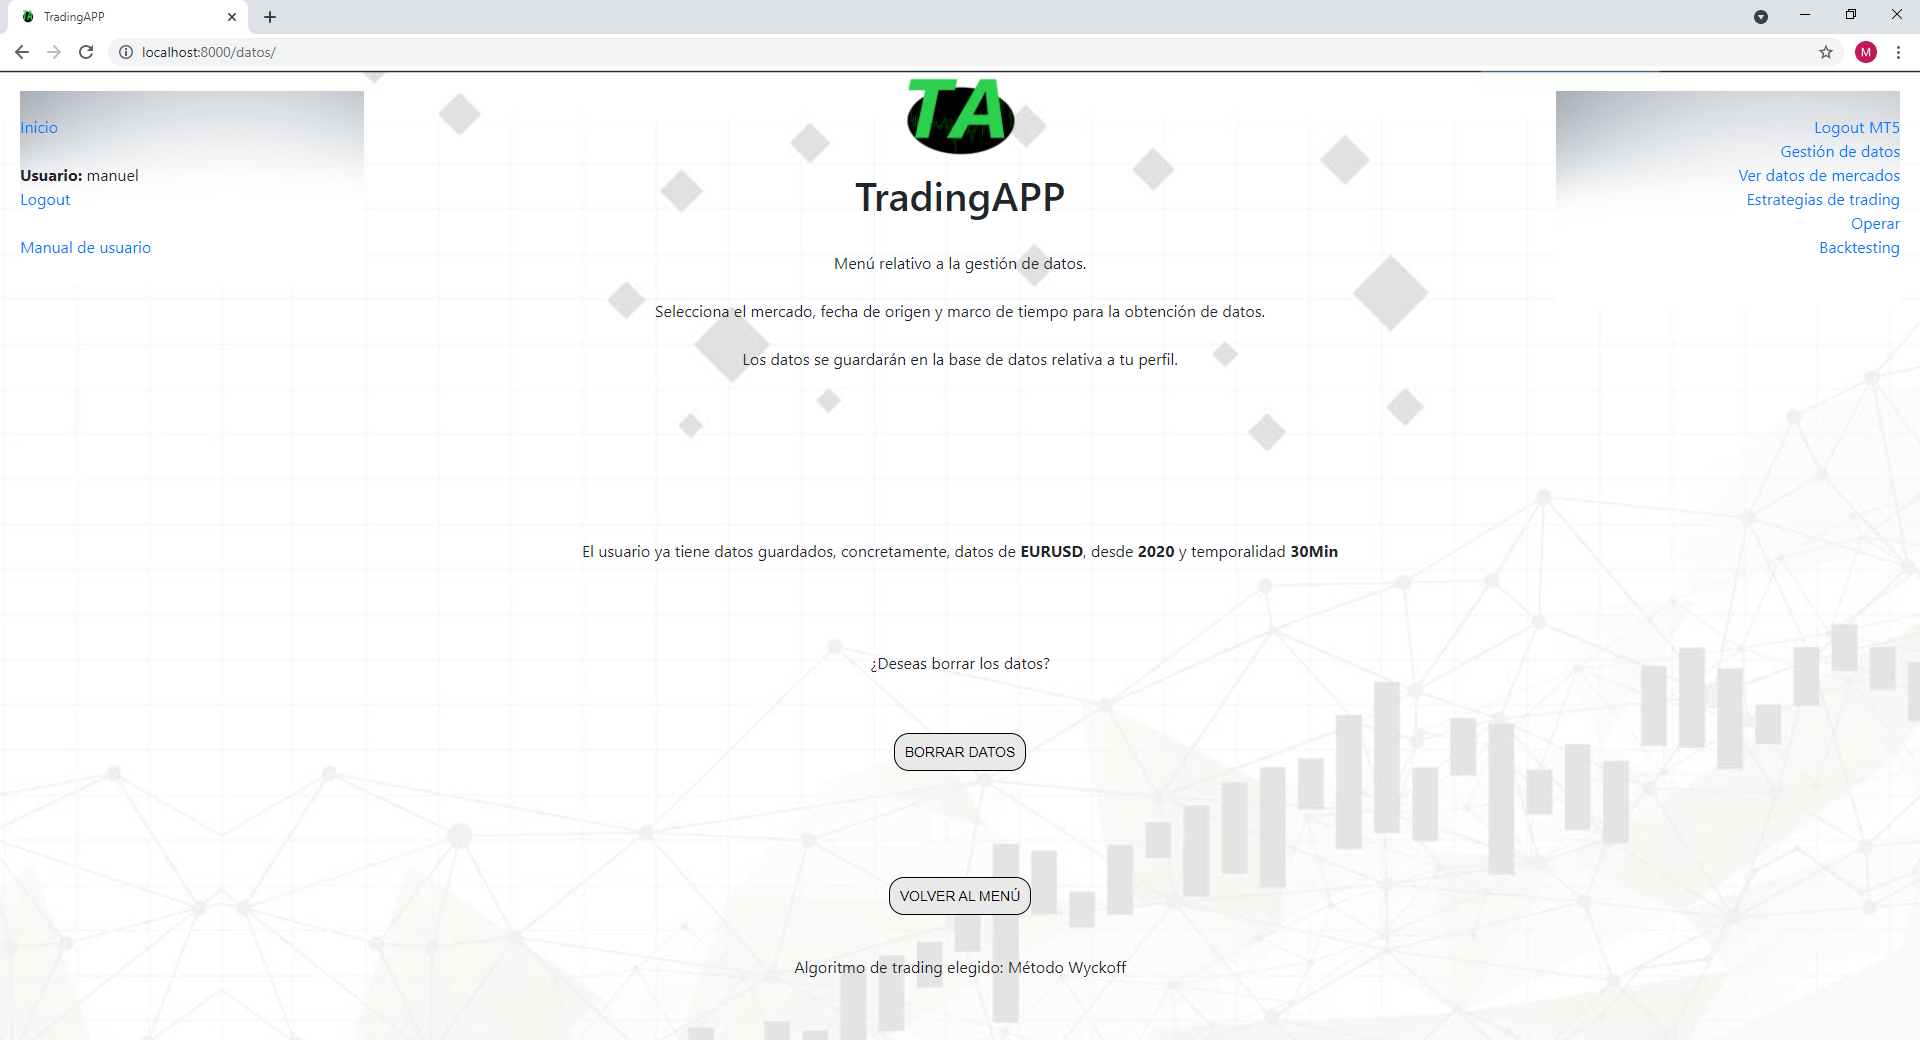 TradingAPP
localhost:8000/datos/
M
Inicio
Usuario: manuel
Logout
Manual de usuario
TA
TradingAPP
Menú relativo a la gestión de datos.
Selecciona el mercado, fecha de origen y marco de tiempo para la obtención de datos.
Los datos se guardarán en la base de datos relativa a tu perfil.
Logout MT5
Gestión de datos
Ver datos de mercados
Estrategias de trading
Operar
Backtesting
El usuario ya tiene datos guardados, concretamente, datos de EURUSD, desde 2020 y temporalidad 30Min
¿Deseas borrar los datos?
BORRAR DATOS
VOLVER AL MENÚ
Algoritmo de trading elegido: Método Wyckoff